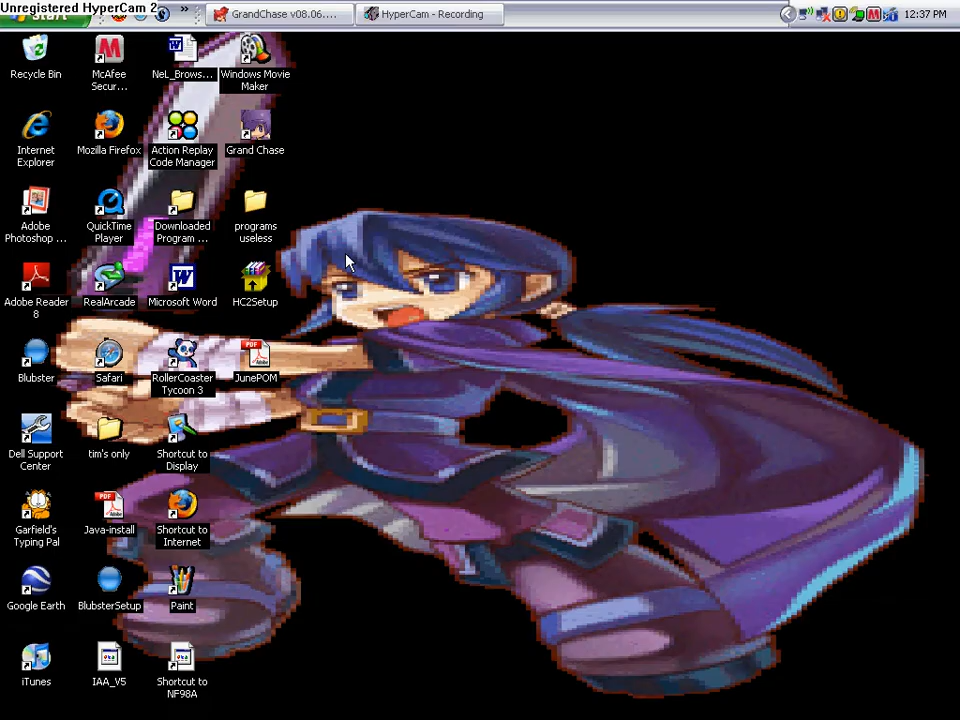 Unregistered HyperCam 2
start
»
GrandChase v08.06....
HyperCam - Recording
12:37 PM
Recycle Bin
McAfee
Secur...
NeL_Brows...
Windows Movie
Maker
Internet
Explorer
Mozilla Firefox
Action Replay
Code Manager
Grand Chase
Adobe
Photoshop ...
QuickTime
Player
Downloaded
Program ...
programs
useless
Adobe Reader
8
RealArcade
Microsoft Word
HC2Setup
Blubster
Safari
RollerCoaster
Tycoon 3
PDF
JunePOM
Dell Support
Center
tim's only
Shortcut to
Display
Garfield's
Typing Pal
PDF
Java-install
Shortcut to
Internet
Google Earth
BlubsterSetup
Paint
iTunes
IAA_V5
Shortcut to
NF98A